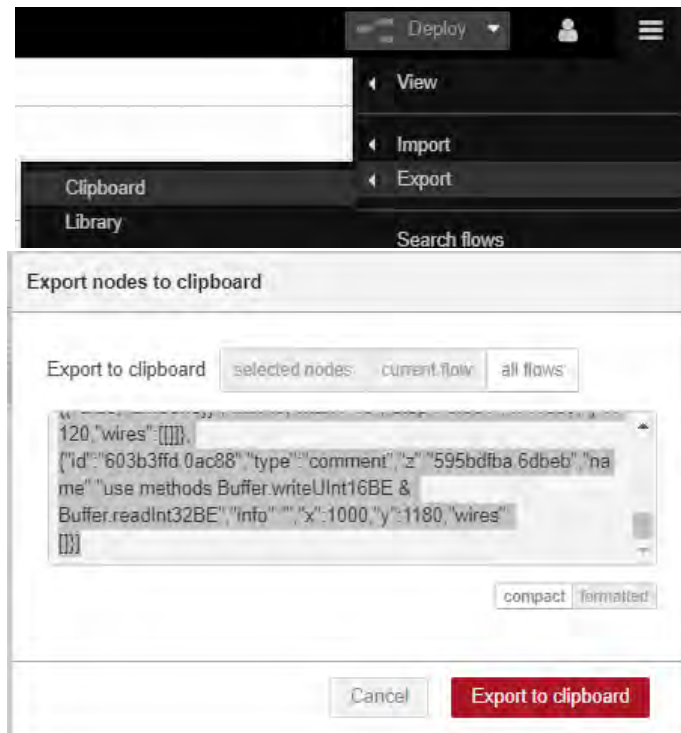 Deploy
View
Import
Clipboard
Export
Library
Search flows
Export nodes to clipboard
Export to clipboard selected nodes current flow all flows
120,"wires":[[]]},
{"id":"603b3ffd.0ac88","type":"comment","z":"595bdfba.6dbeb","na
me":"use methods Buffer.writeUInt16BE &
Buffer.readInt32BE","info":"","x":1000,"y":1180,"wires":
[]}]
compact formatted
Cancel Export to clipboard